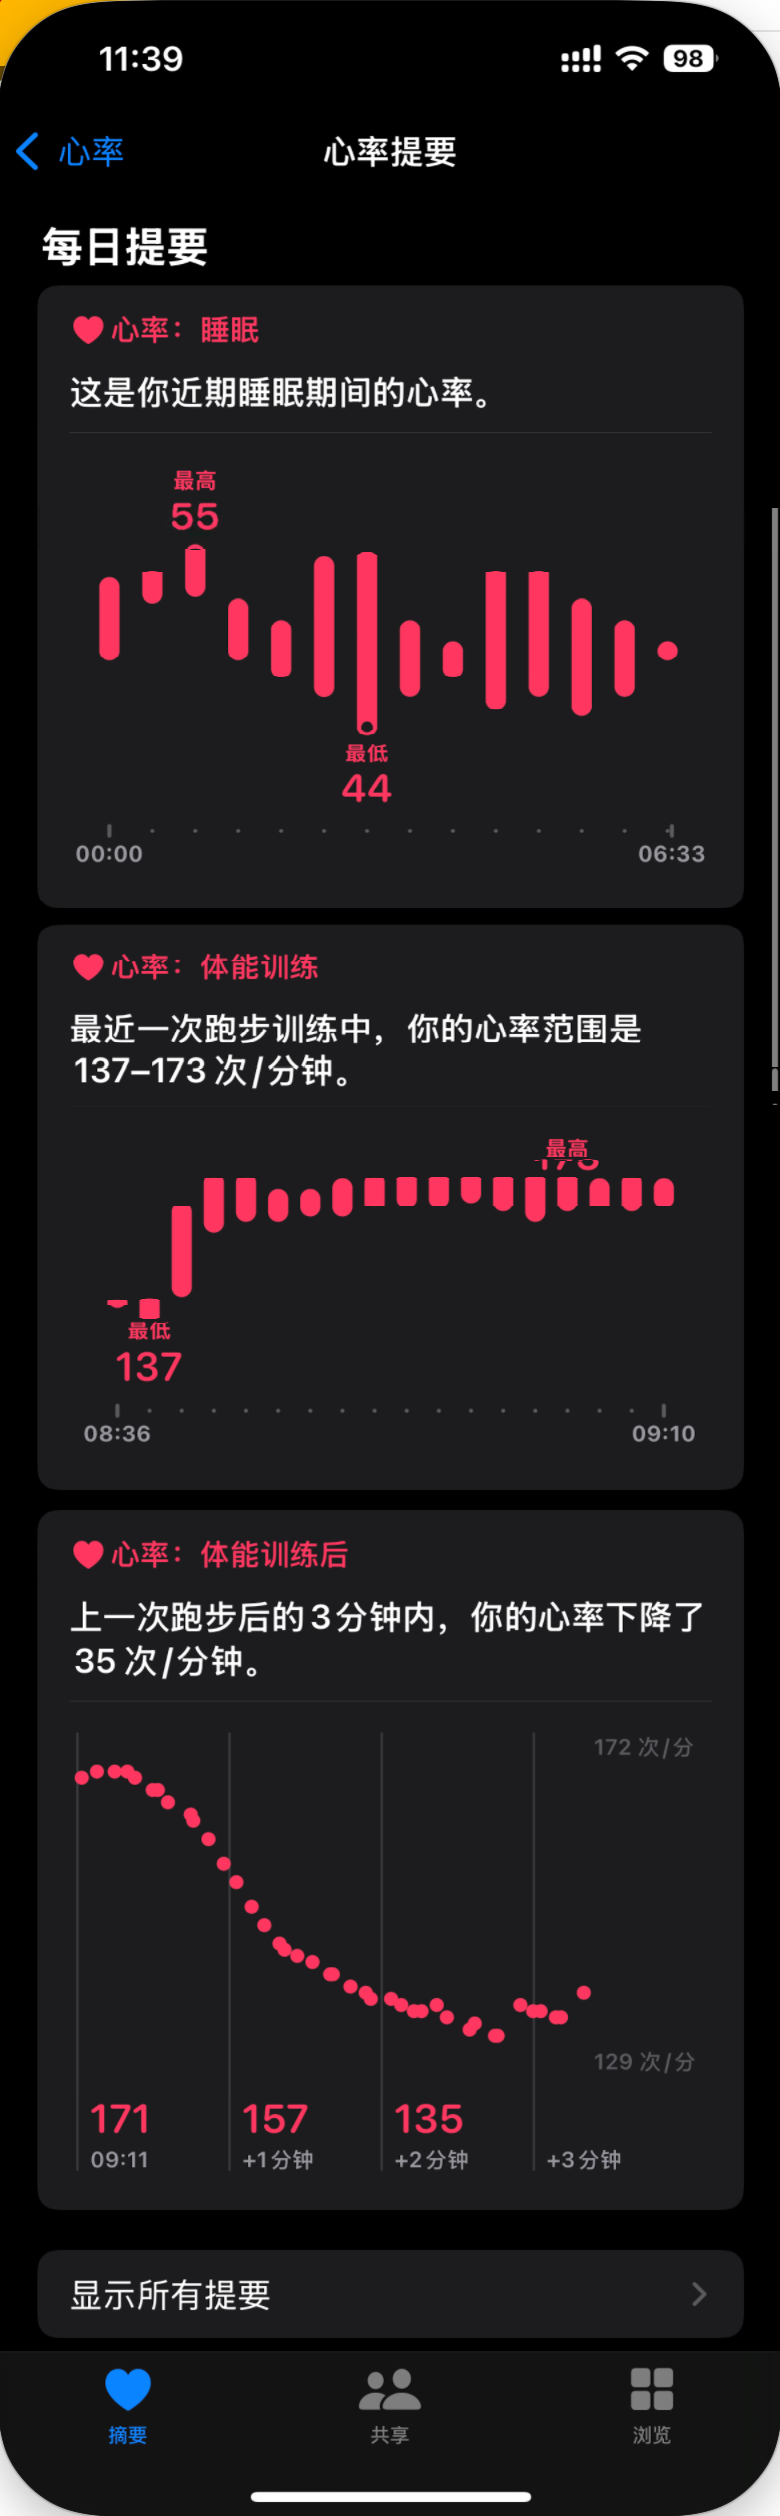 11:39
98
心率
心率提要
每日提要
心率：睡眠
这是你近期睡眠期间的心率。
最高
55
最低
44
00:00
06:33
心率：体能训练
最近一次跑步训练中，你的心率范围是
137–173 次/分钟。
最高
最低
137
08:36
09:10
心率：体能训练后
上一次跑步后的3分钟内，你的心率下降了
35 次/分钟。
172 次/分
129 次/分
171
157
135
09:11
+1分钟
+2分钟
+3分钟
显示所有提要
摘要
共享
浏览